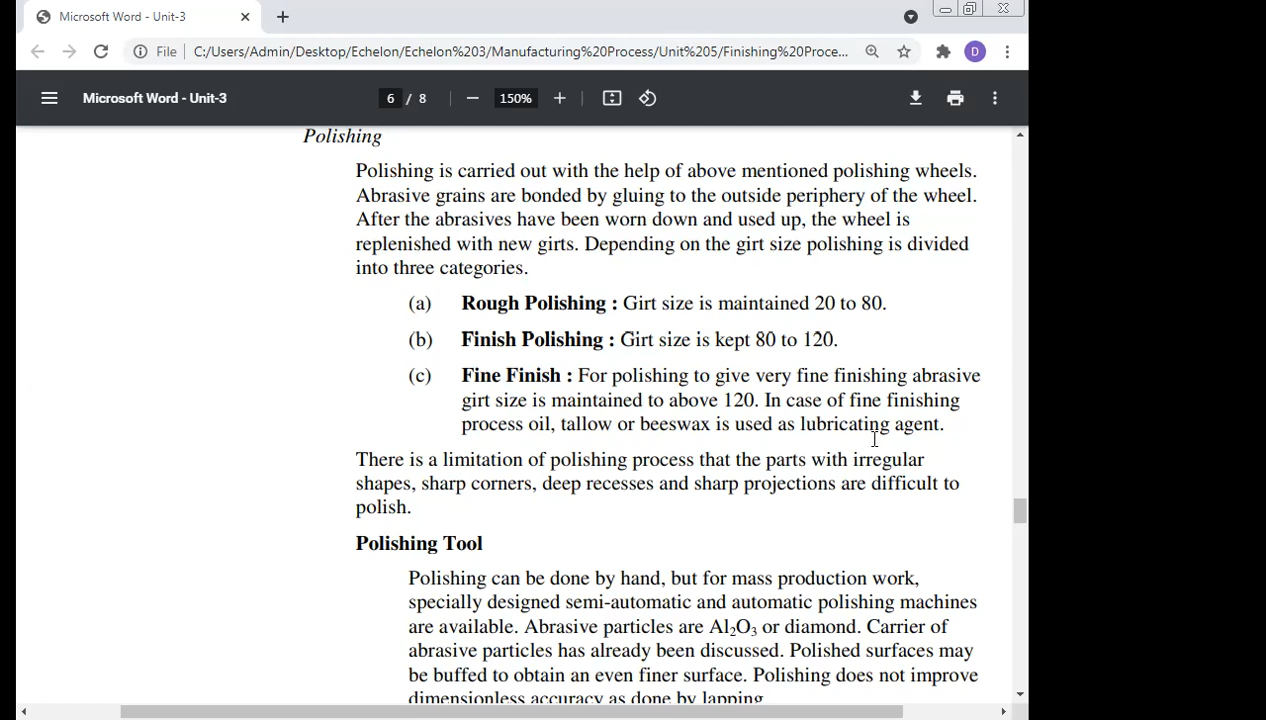 Microsoft Word - Unit-3
File C:/Users/Admin/Desktop/Echelon/Echelon%203/Manufacturing%20Process/Unit%205/Finishing%20Proce... D
Microsoft Word - Unit-3 6 / 8 150%
Polishing
Polishing is carried out with the help of above mentioned polishing wheels.
Abrasive grains are bonded by gluing to the outside periphery of the wheel.
After the abrasives have been worn down and used up, the wheel is
replenished with new girts. Depending on the girt size polishing is divided
into three categories.
(a) Rough Polishing : Girt size is maintained 20 to 80.
(b) Finish Polishing : Girt size is kept 80 to 120.
(c) Fine Finish : For polishing to give very fine finishing abrasive
girt size is maintained to above 120. In case of fine finishing
process oil, tallow or beeswax is used as lubricating agent.
There is a limitation of polishing process that the parts with irregular
shapes, sharp corners, deep recesses and sharp projections are difficult to
polish.
Polishing Tool
Polishing can be done by hand, but for mass production work,
specially designed semi-automatic and automatic polishing machines
are available. Abrasive particles are Al₂O₃ or diamond. Carrier of
abrasive particles has already been discussed. Polished surfaces may
be buffed to obtain an even finer surface. Polishing does not improve
dimensionless accuracy as done by lapping